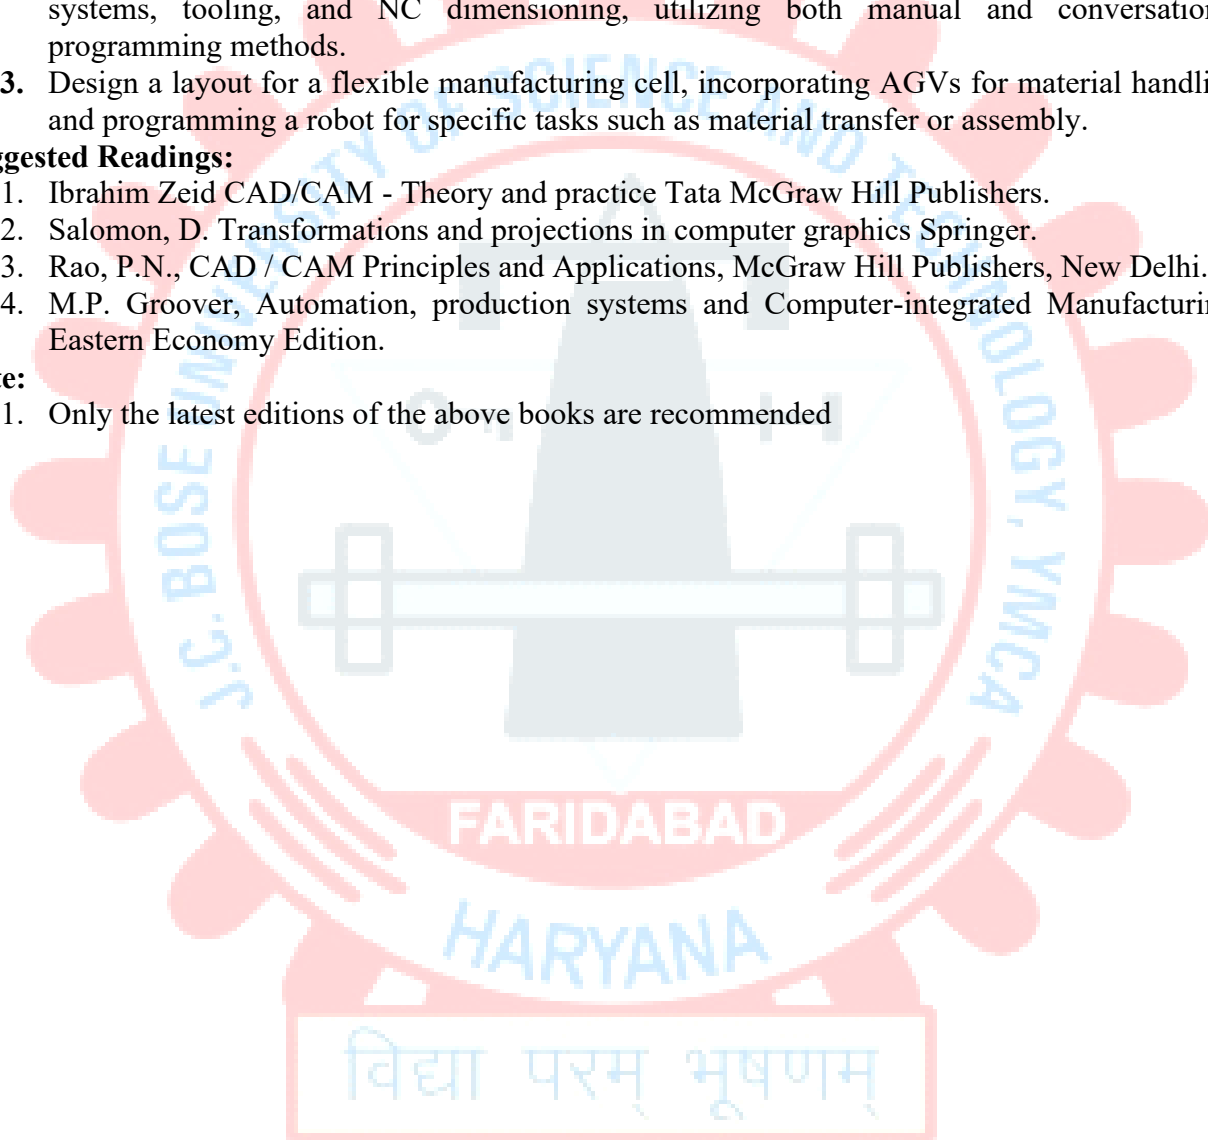 systems, tooling, and NC dimensioning, utilizing both manual and conversation
programming methods.
3. Design a layout for a flexible manufacturing cell, incorporating AGVs for material handli
and programming a robot for specific tasks such as material transfer or assembly.
ggested Readings:
1. Ibrahim Zeid CAD/CAM - Theory and practice Tata McGraw Hill Publishers.
2. Salomon, D. Transformations and projections in computer graphics Springer.
3. Rao, P.N., CAD / CAM Principles and Applications, McGraw Hill Publishers, New Delhi.
4. M.P. Groover, Automation, production systems and Computer-integrated Manufacturin
Eastern Economy Edition.
te:
1. Only the latest editions of the above books are recommended
J.C. BOSE UNIVERSITY OF SCIENCE AND TECHNOLOGY, YMCA
FARIDABAD
HARYANA
विद्या परम् भूषणम्